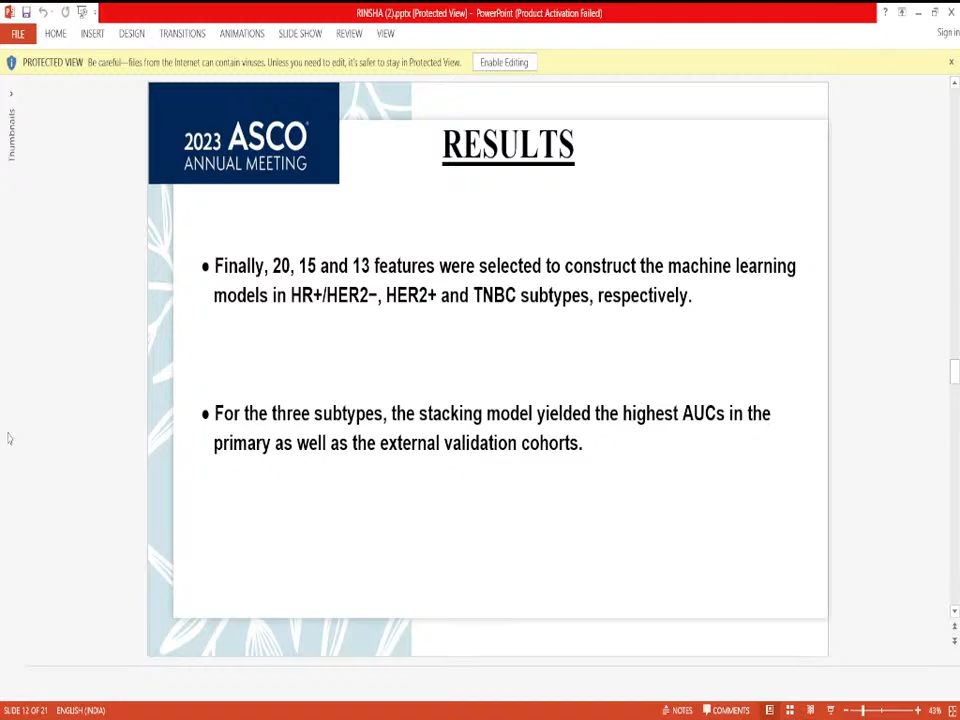 RINSHA (2).pptx [Protected View] - PowerPoint (Product Activation Failed)
FILE HOME INSERT DESIGN TRANSITIONS ANIMATIONS SLIDE SHOW REVIEW VIEW Sign in
PROTECTED VIEW Be careful—files from the Internet can contain viruses. Unless you need to edit, it's safer to stay in Protected View. Enable Editing
Thumbnails
2023 ASCO
ANNUAL MEETING
RESULTS
• Finally, 20, 15 and 13 features were selected to construct the machine learning
models in HR+/HER2−, HER2+ and TNBC subtypes, respectively.
• For the three subtypes, the stacking model yielded the highest AUCs in the
primary as well as the external validation cohorts.
SLIDE 12 OF 21 ENGLISH (INDIA) NOTES COMMENTS 43%